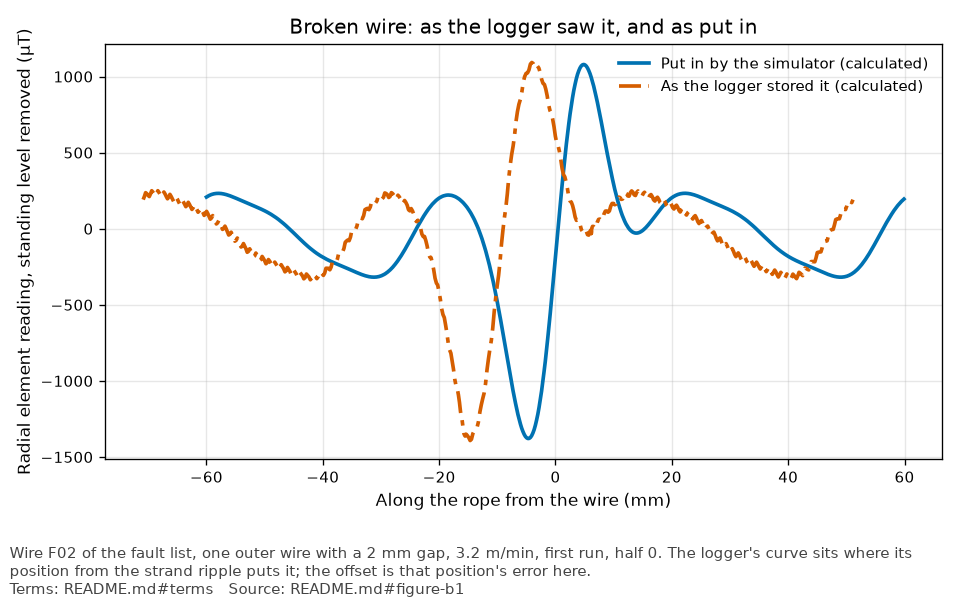 Broken wire: as the logger saw it, and as put in
Radial element reading, standing level removed (µT)
1000
500
0
−500
−1000
−1500
Put in by the simulator (calculated)
As the logger stored it (calculated)
−60
−40
−20
0
20
40
60
Along the rope from the wire (mm)
Wire F02 of the fault list, one outer wire with a 2 mm gap, 3.2 m/min, first run, half 0. The logger's curve sits where its
position from the strand ripple puts it; the offset is that position's error here.
Terms: README.md#terms Source: README.md#figure-b1